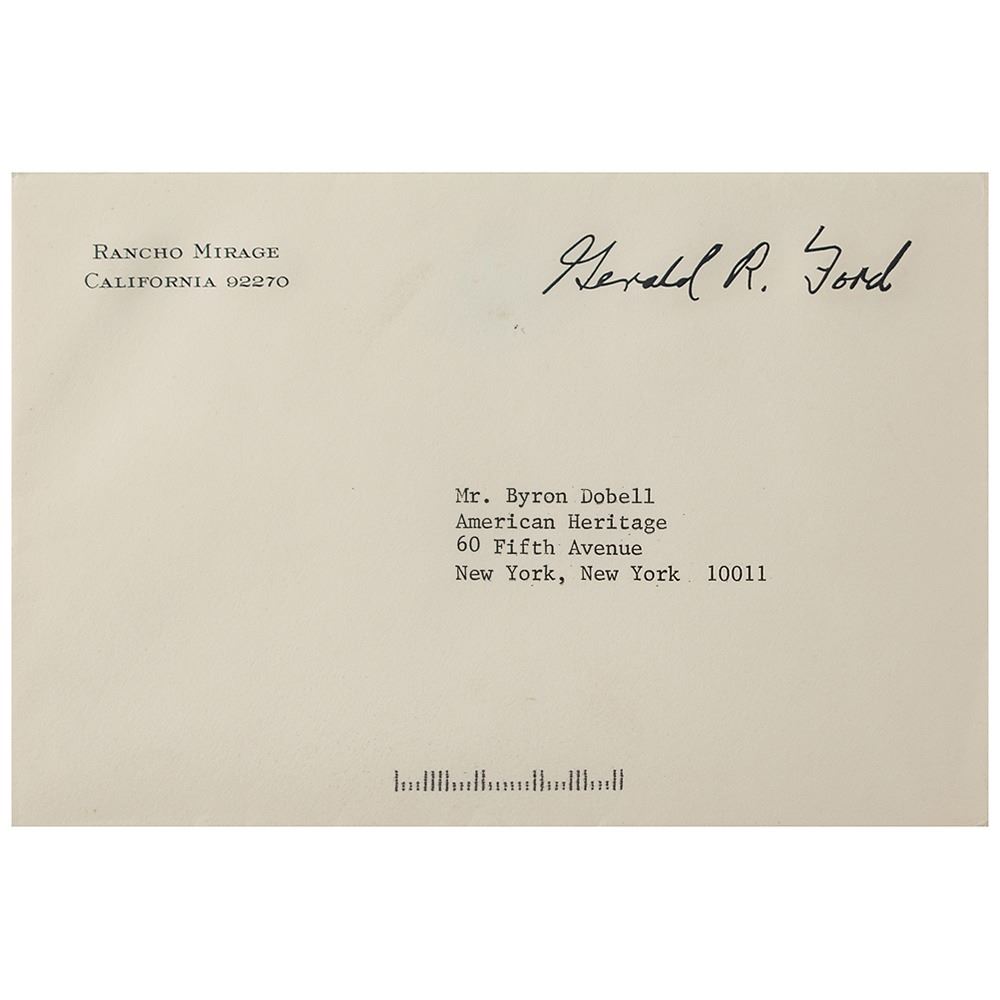 Rancho Mirage
California 92270
Gerald R. Ford
Mr. Byron Dobell
American Heritage
60 Fifth Avenue
New York, New York 10011